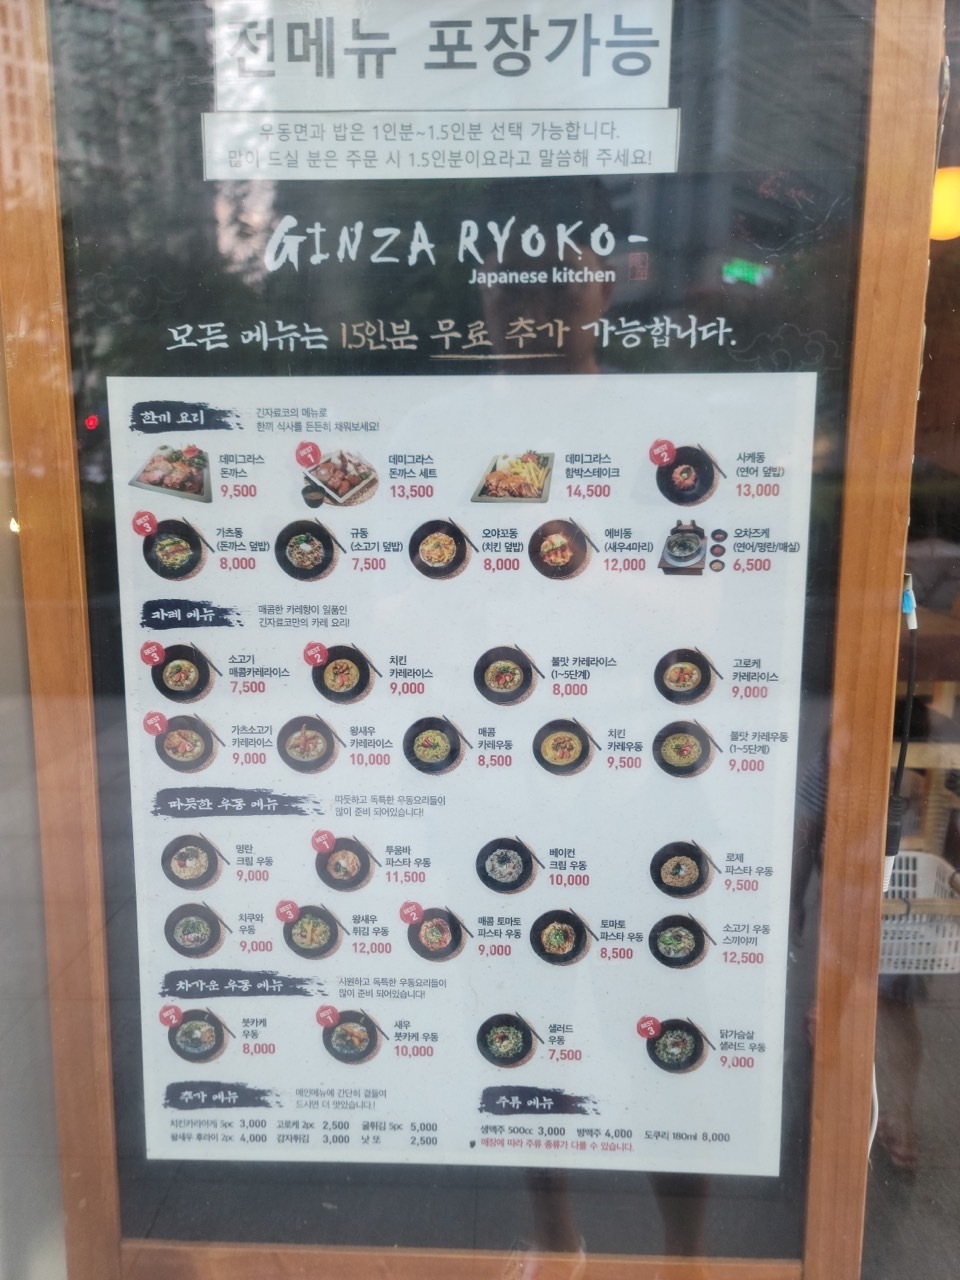 전메뉴 포장가능
우동면과 밥은 1인분~1.5인분 선택 가능합니다.
많이 드실 분은 주문 시 1.5인분이요라고 말씀해 주세요!
GINZA RYOKO-
Japanese kitchen
모든 메뉴는 1.5인분 무료 추가 가능합니다.
한끼 요리
긴자료코의 메뉴로
한끼 식사를 든든히 채워보세요!
데미그라스
돈까스
9,500
BEST 1
데미그라스
돈까스 세트
13,500
데미그라스
함박스테이크
14,500
BEST 2
사케동
(연어 덮밥)
13,000
BEST 3
가츠동
(돈까스 덮밥)
8,000
규동
(소고기 덮밥)
7,500
오야꼬동
(치킨 덮밥)
8,000
에비동
(새우4마리)
12,000
오차즈케
(연어/명란/매실)
6,500
카레 메뉴
매콤한 카레향이 일품인
긴자료코만의 카레 요리!
BEST 3
소고기
매콤카레라이스
7,500
BEST 2
치킨
카레라이스
9,000
불맛 카레라이스
(1~5단계)
8,000
고로케
카레라이스
9,000
BEST 1
가츠소고기
카레라이스
9,000
왕새우
카레라이스
10,000
매콤
카레우동
8,500
치킨
카레우동
9,500
불맛 카레우동
(1~5단계)
9,000
따뜻한 우동 메뉴
따듯하고 독특한 우동요리들이
많이 준비 되어있습니다!
명란
크림 우동
9,000
BEST 1
투움바
파스타 우동
11,500
베이컨
크림 우동
10,000
로제
파스타 우동
9,500
치쿠와
우동
9,000
BEST 3
왕새우
튀김 우동
12,000
BEST 2
매콤 토마토
파스타 우동
9,000
토마토
파스타 우동
8,500
소고기 우동
스끼야끼
12,500
차가운 우동 메뉴
시원하고 독특한 우동요리들이
많이 준비 되어있습니다!
BEST 2
붓카케
우동
8,000
BEST 1
새우
붓카케 우동
10,000
샐러드
우동
7,500
BEST 3
닭가슴살
샐러드 우동
9,000
추가 메뉴
메인메뉴에 간단히 곁들여
드시면 더 맛있습니다!
치킨카라아게 5pc 3,000 고로케 2pc 2,500 굴튀김 5pc 5,000
왕새우 후라이 2pc 4,000 감자튀김 3,000 낫 또 2,500
주류 메뉴
생맥주 500cc 3,000 병맥주 4,000 도쿠리 180ml 8,000
매장에 따라 주류 종류가 다를 수 있습니다.